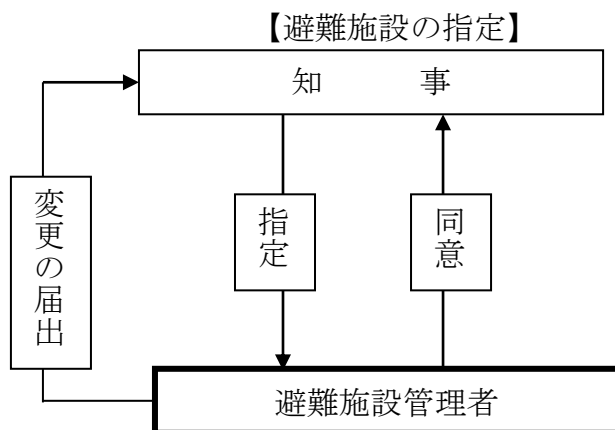 【避難施設の指定】
知　　事
変更の届出
指定
同意
避難施設管理者